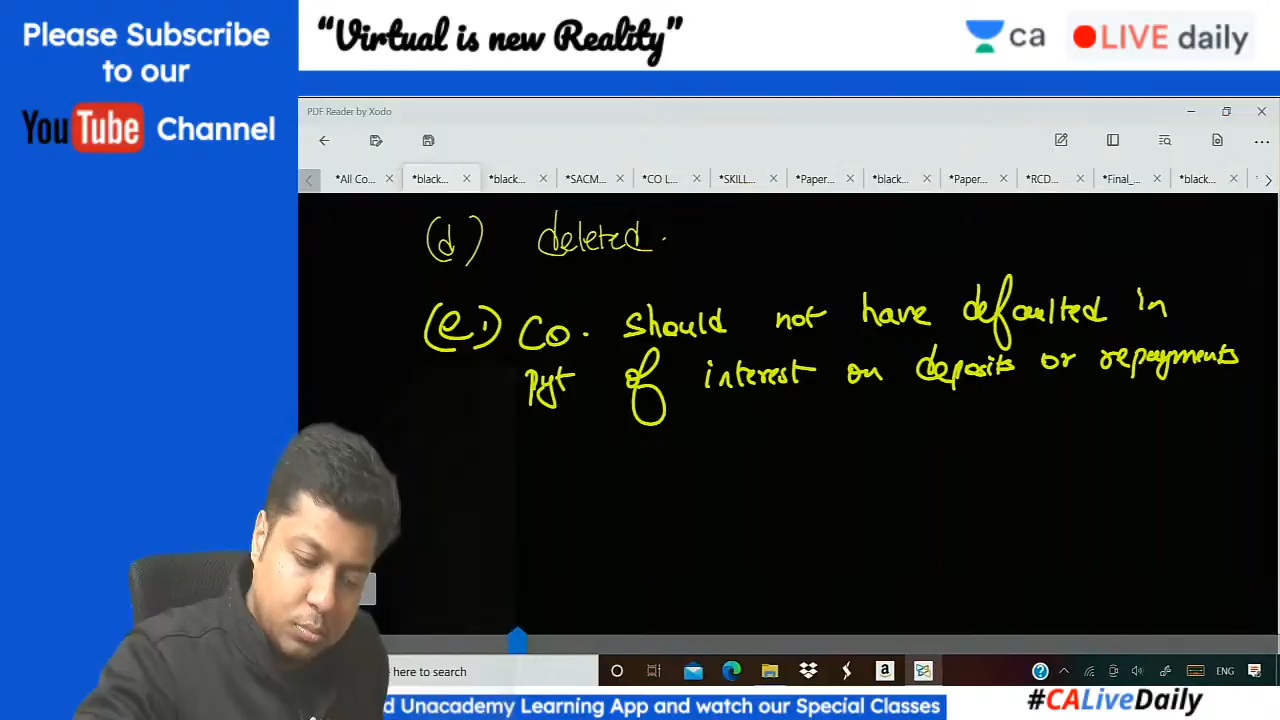 Please Subscribe
to our
YouTube Channel
“Virtual is new Reality”
ca
LIVE daily
PDF Reader by Xodo
*All Co...
*black...
*black...
*SACM...
*CO L...
*SKILL...
*Paper...
*black...
*Paper...
*RCD...
*Final_...
*black...
(d) deleted.
(e.) Co. should not have defaulted in
pyt of interest on deposits or repayments
here to search
a
?
ENG
d Unacademy Learning App and watch our Special Classes
#CALiveDaily